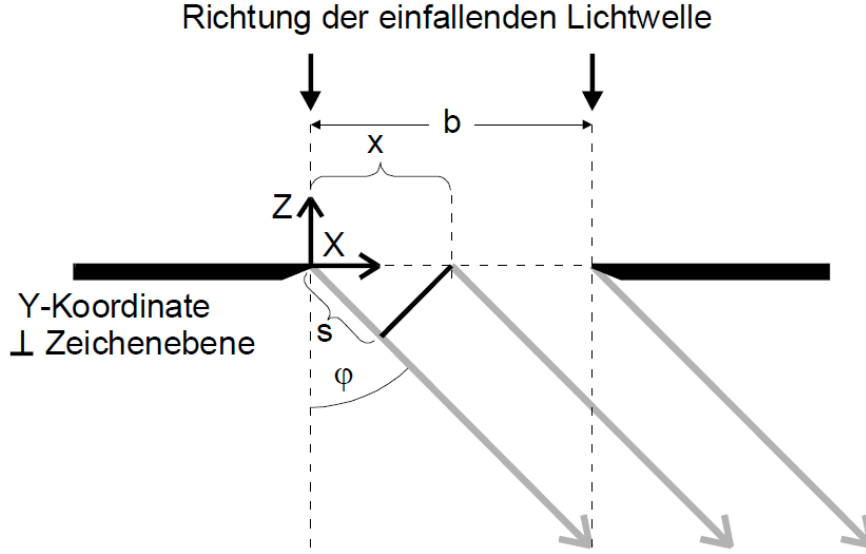 Richtung der einfallenden Lichtwelle
b
x
Z
X
Y-Koordinate
⊥ Zeichenebene
s
φ